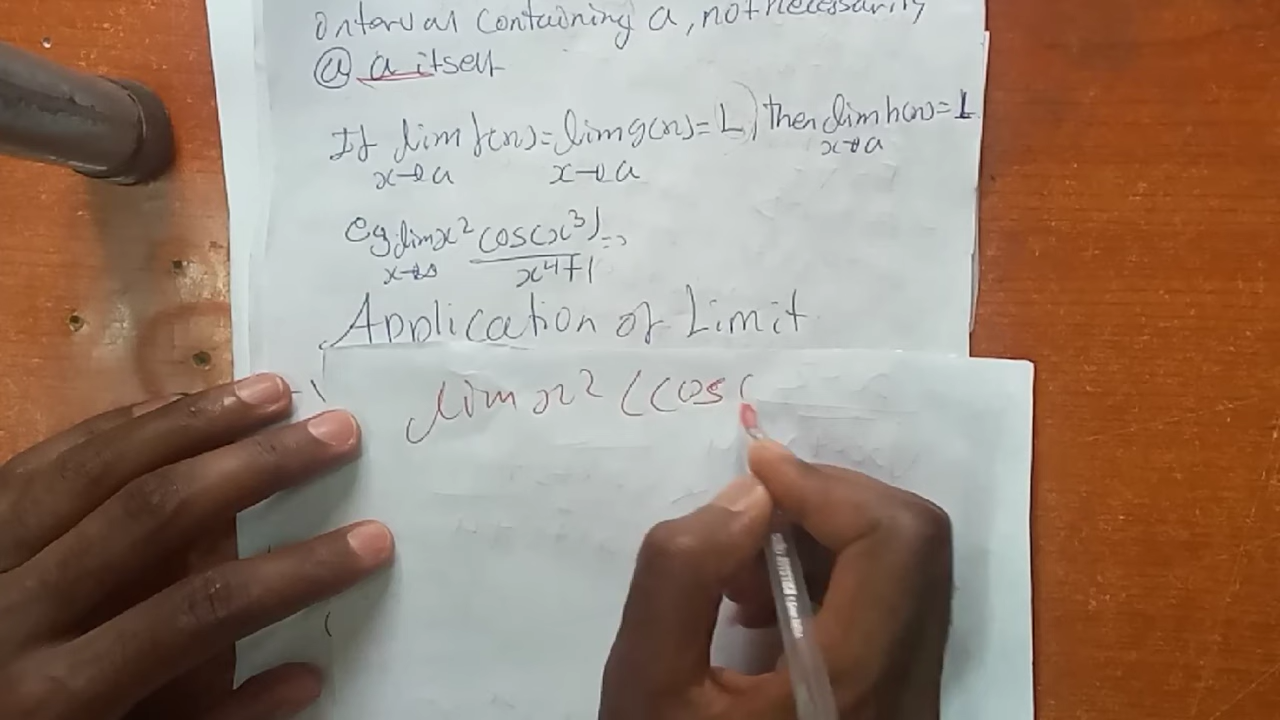 interval containing a, not necessarily
@ a itself
If lim f(x) = lim g(x) = L, then lim h(x) = L
x→a x→a x→a
Eg lim x² cos(x³) =>
x→
x⁴+1
Application of Limit
lim x² (cos(